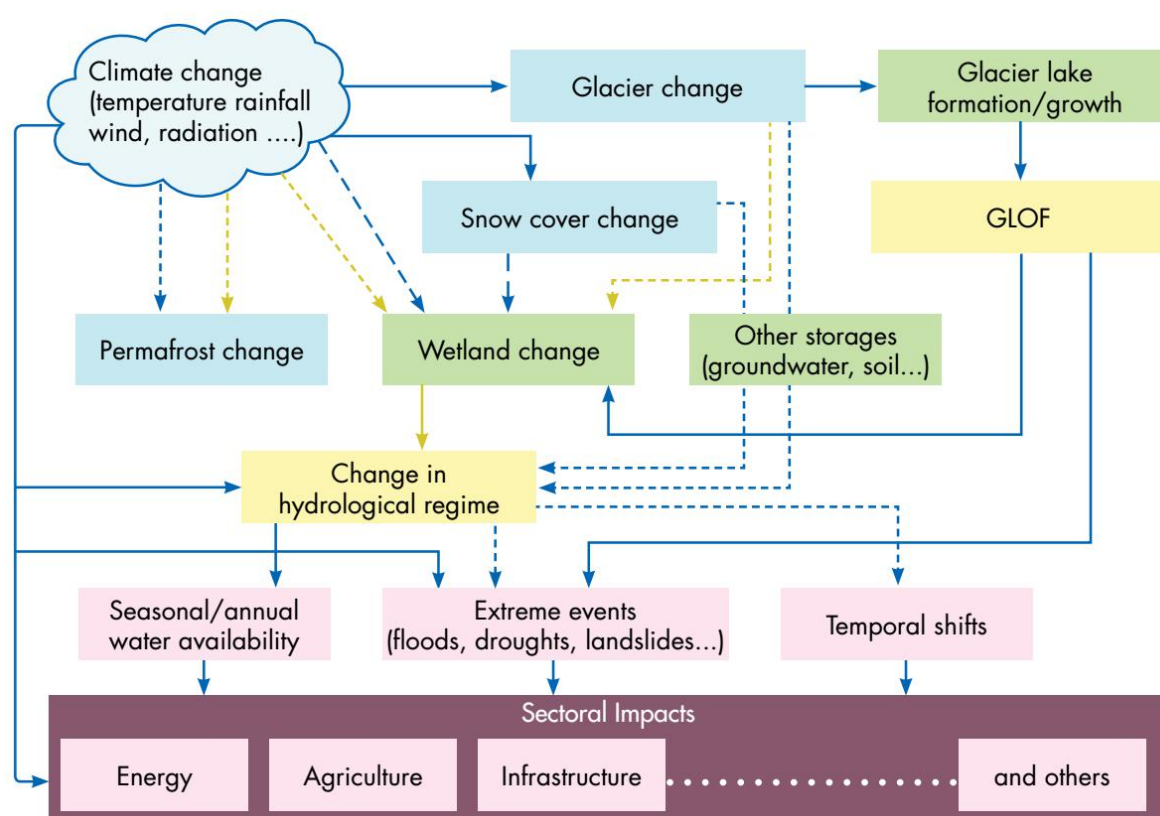 Climate change
(temperature rainfall
wind, radiation ....)
Glacier change
Glacier lake
formation/growth
Snow cover change
GLOF
Permafrost change
Wetland change
Other storages
(groundwater, soil...)
Change in
hydrological regime
Seasonal/annual
water availability
Extreme events
(floods, droughts, landslides...)
Temporal shifts
Sectoral Impacts
Energy
Agriculture
Infrastructure
and others